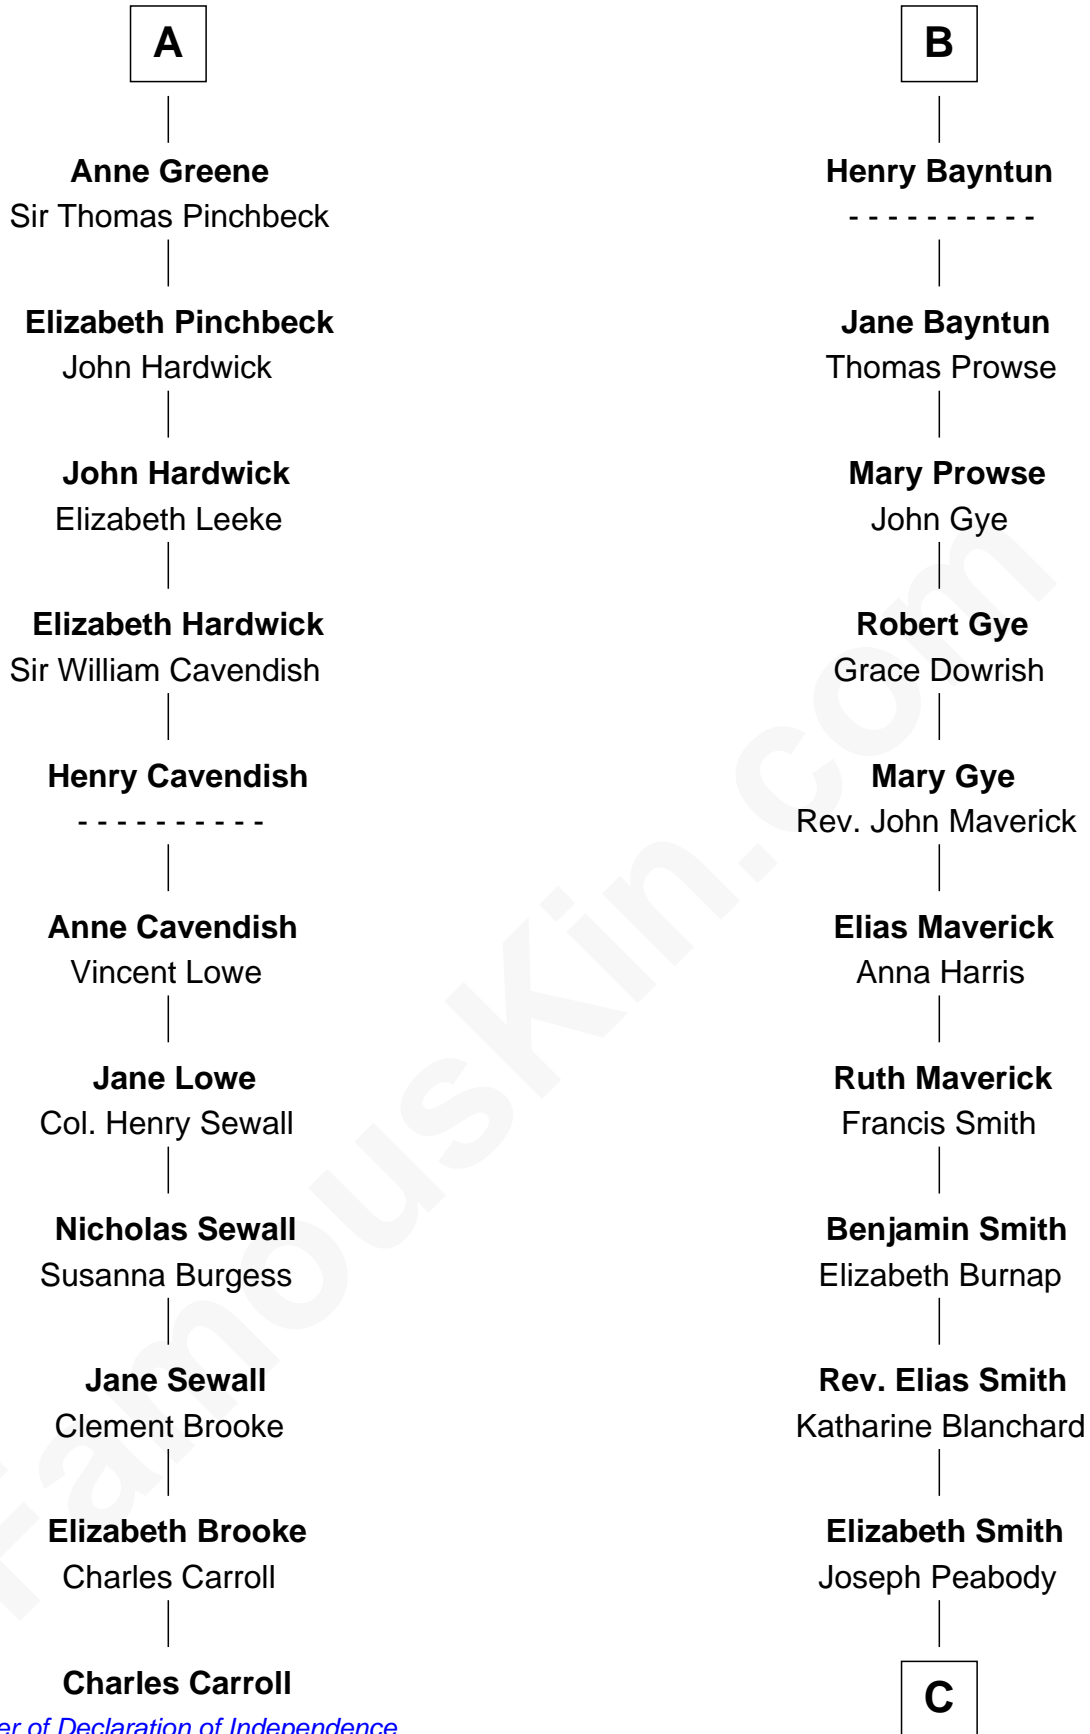 A
Anne Greene
Sir Thomas Pinchbeck
Elizabeth Pinchbeck
John Hardwick
John Hardwick
Elizabeth Leeke
Elizabeth Hardwick
Sir William Cavendish
Henry Cavendish
- - - - - - - - - -
Anne Cavendish
Vincent Lowe
Jane Lowe
Col. Henry Sewall
Nicholas Sewall
Susanna Burgess
Jane Sewall
Clement Brooke
Elizabeth Brooke
Charles Carroll
Charles Carroll
of Declaration of Independence
B
Henry Bayntun
- - - - - - - - - -
Jane Bayntun
Thomas Prowse
Mary Prowse
John Gye
Robert Gye
Grace Dowrish
Mary Gye
Rev. John Maverick
Elias Maverick
Anna Harris
Ruth Maverick
Francis Smith
Benjamin Smith
Elizabeth Burnap
Rev. Elias Smith
Katharine Blanchard
Elizabeth Smith
Joseph Peabody
C
FamousKin.com